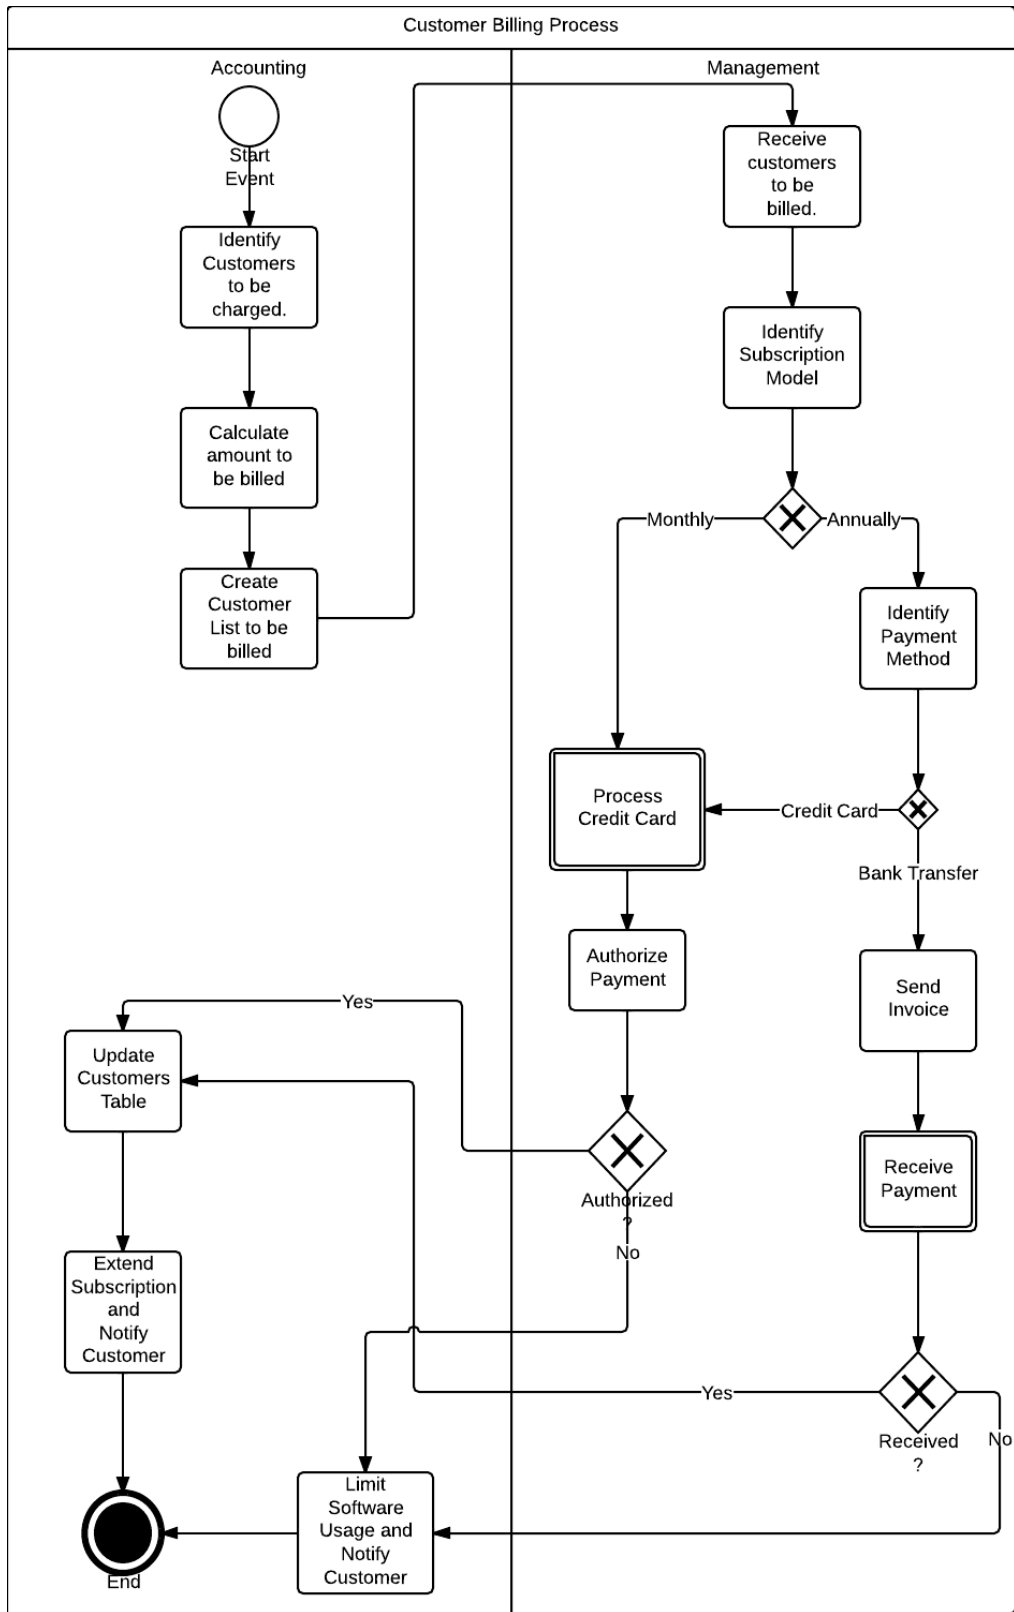 Customer Billing Process
Accounting
Management
Start
Event
Identify
Customers
to be
charged.
Calculate
amount to
be billed
Create
Customer
List to be
billed
Receive
customers
to be
billed.
Identify
Subscription
Model
Monthly
Annually
Identify
Payment
Method
Process
Credit Card
Credit Card
Bank Transfer
Authorize
Payment
Send
Invoice
Yes
Update
Customers
Table
Authorized
?
No
Receive
Payment
Extend
Subscription
and
Notify
Customer
Yes
Received
?
No
Limit
Software
Usage and
Notify
Customer
End